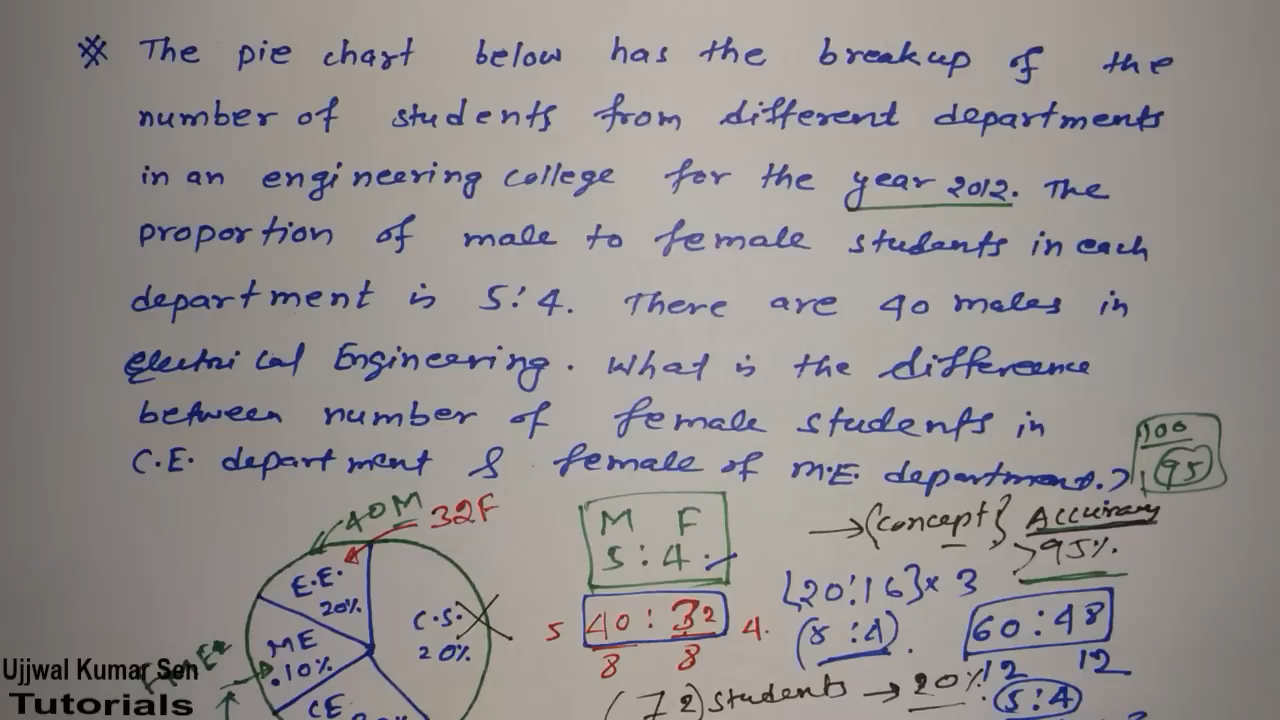 ※ The pie chart below has the breakup of the
number of students from different departments
in an engineering college for the year 2012. The
proportion of male to female students in each
department is 5:4. There are 40 males in
Electrical Engineering. What is the difference
between number of female students in
C.E. department & female of M.E. department.?
100
95
40M 32F
M F
5:4
→ {concept} Accuracy
>95%.
E.E.
20%
C.S.
20%
ME
10%
CE
5 40:32 4.
8 8
[20:16] × 3
(8:4)
60:48
12 12
5:4
(72) students → 20%
Ujjwal Kumar Sen
Tutorials